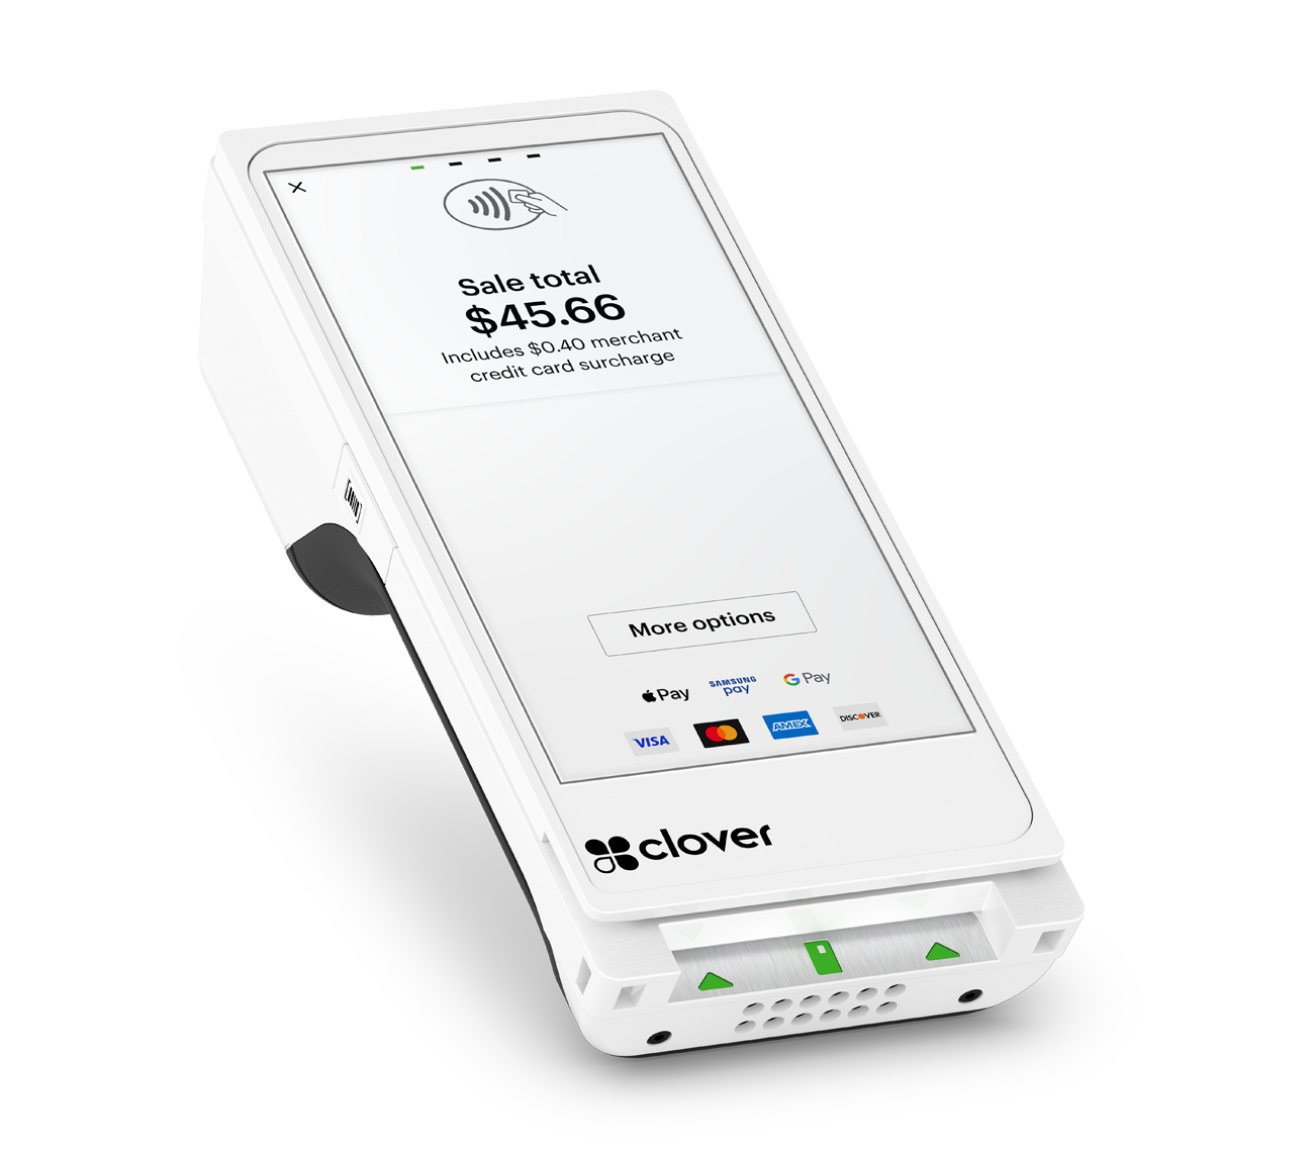 Sale total
$45.66
Includes $0.40 merchant
credit card surcharge
More options
Pay
SAMSUNG
pay
G Pay
VISA
AMEX
DISCOVER
clover